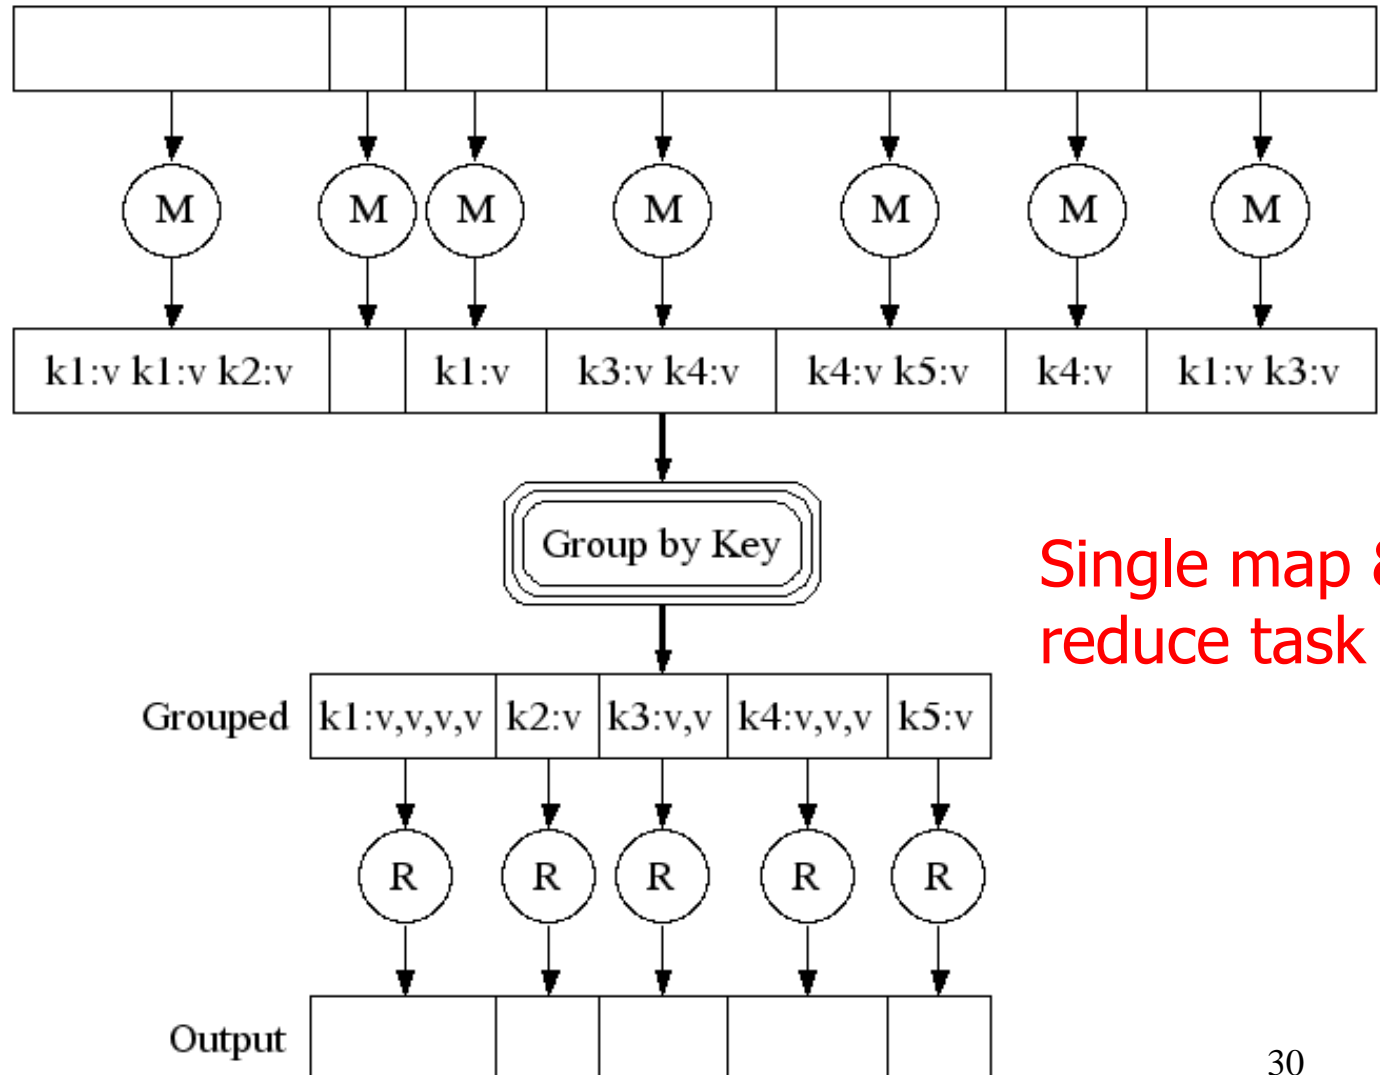 M M M M M M M
k1:v k1:v k2:v k1:v k3:v k4:v k4:v k5:v k4:v k1:v k3:v
Group by Key
Single map &
reduce task
Grouped k1:v,v,v,v k2:v k3:v,v k4:v,v,v k5:v
R R R R R
Output
30